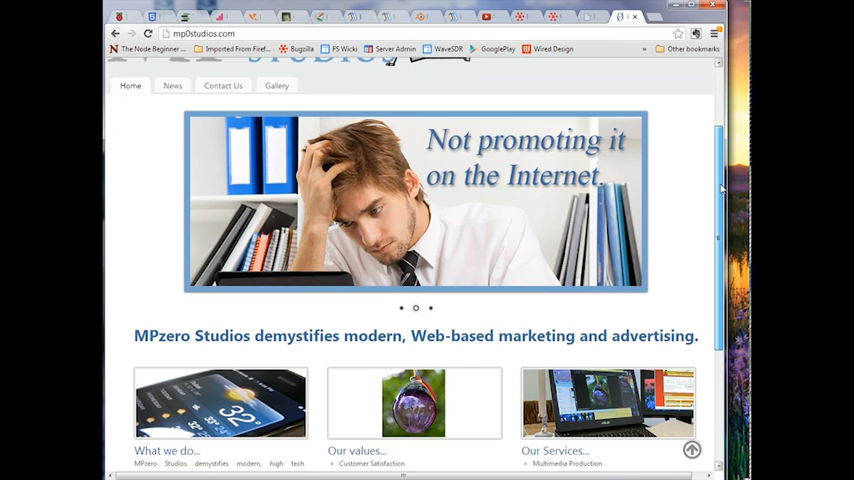 mp0studios.com
The Node Beginner ...
Imported From Firef...
Bugzilla
FS Wicki
Server Admin
WaveSDR
GooglePlay
Wired Design
»
Other bookmarks
STUDIOS
Home
News
Contact Us
Gallery
Not promoting it
on the Internet.
MPzero Studios demystifies modern, Web-based marketing and advertising.
32°
What we do...
Our values...
Our Services...
MPzero Studios demystifies modern, high tech
Customer Satisfaction
Multimedia Production